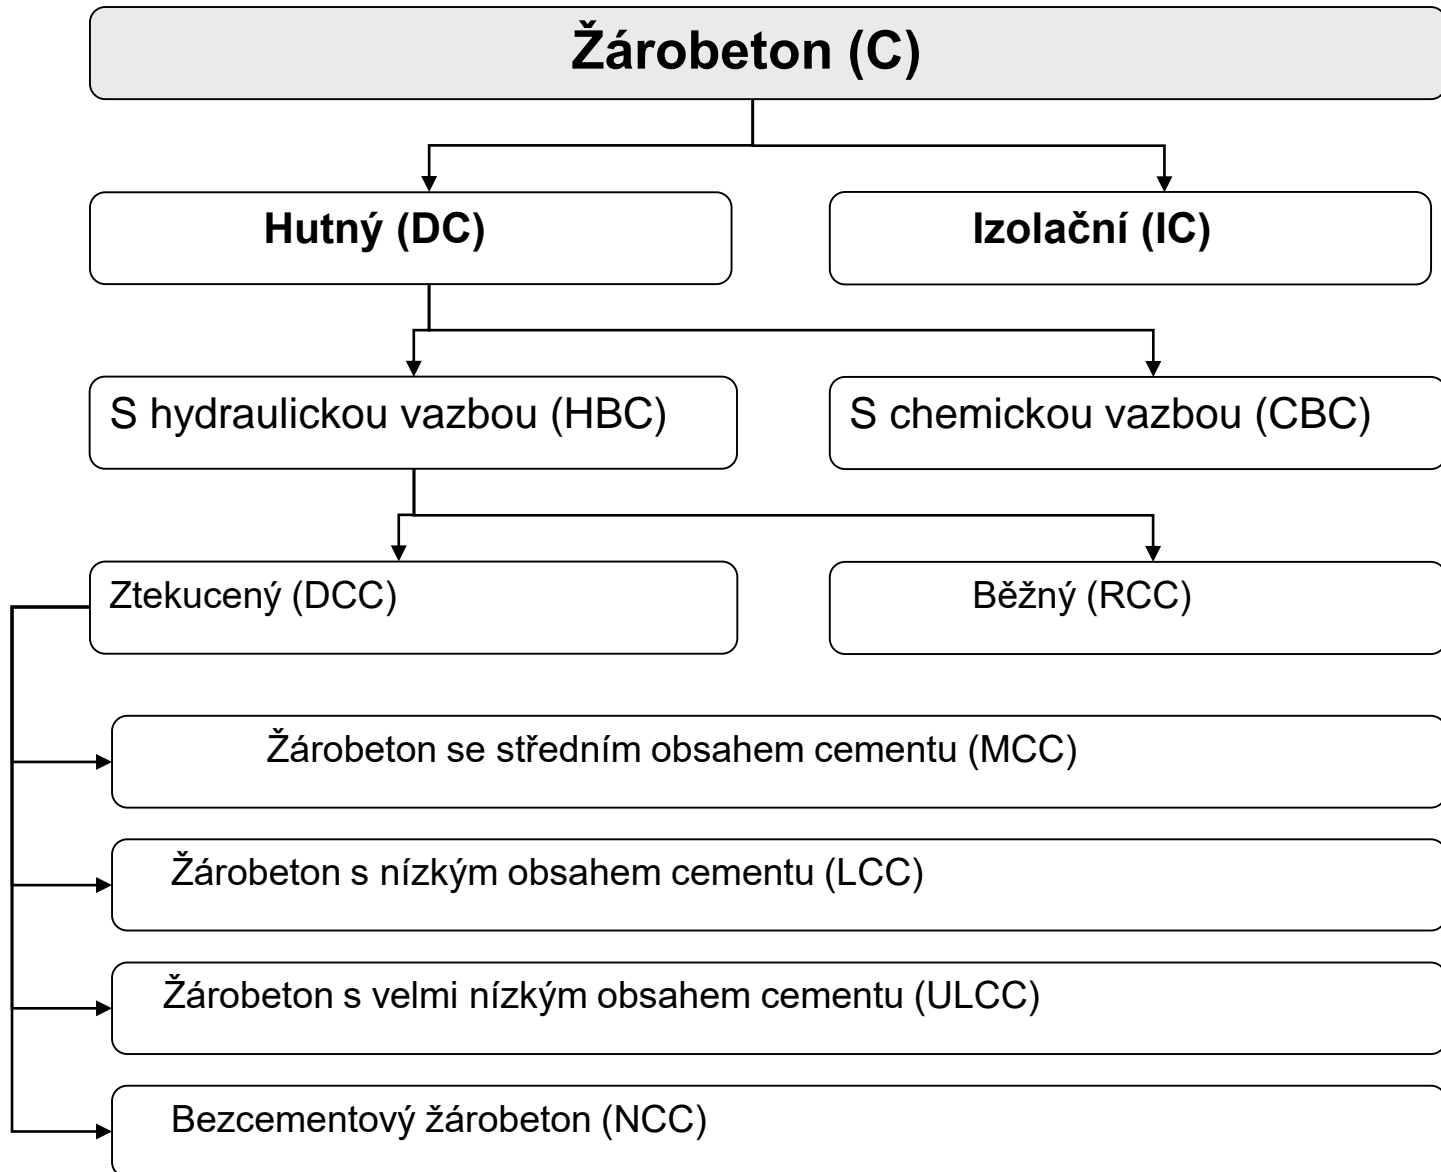 Žárobeton (C)
Hutný (DC)
Izolační (IC)
S hydraulickou vazbou (HBC)
S chemickou vazbou (CBC)
Ztekucený (DCC)
Běžný (RCC)
Žárobeton se středním obsahem cementu (MCC)
Žárobeton s nízkým obsahem cementu (LCC)
Žárobeton s velmi nízkým obsahem cementu (ULCC)
Bezcementový žárobeton (NCC)